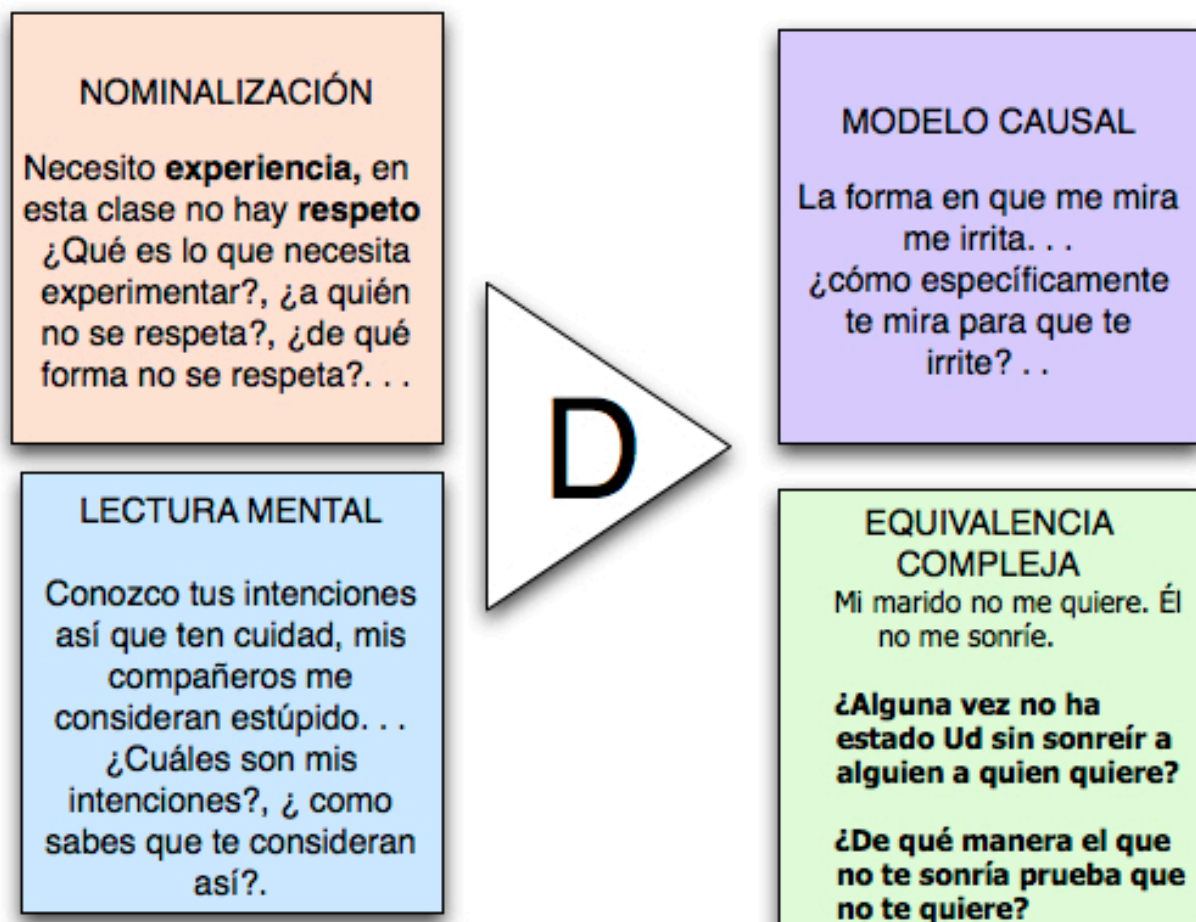 NOMINALIZACIÓN
Necesito experiencia, en
esta clase no hay respeto
¿Qué es lo que necesita
experimentar?, ¿a quién
no se respeta?, ¿de qué
forma no se respeta?. . .
LECTURA MENTAL
Conozco tus intenciones
así que ten cuidad, mis
compañeros me
consideran estúpido. . .
¿Cuáles son mis
intenciones?, ¿ como
sabes que te consideran
así?.
D
MODELO CAUSAL
La forma en que me mira
me irrita. . .
¿cómo específicamente
te mira para que te
irrite? . .
EQUIVALENCIA
COMPLEJA
Mi marido no me quiere. Él
no me sonríe.
¿Alguna vez no ha
estado Ud sin sonreír a
alguien a quien quiere?
¿De qué manera el que
no te sonría prueba que
no te quiere?